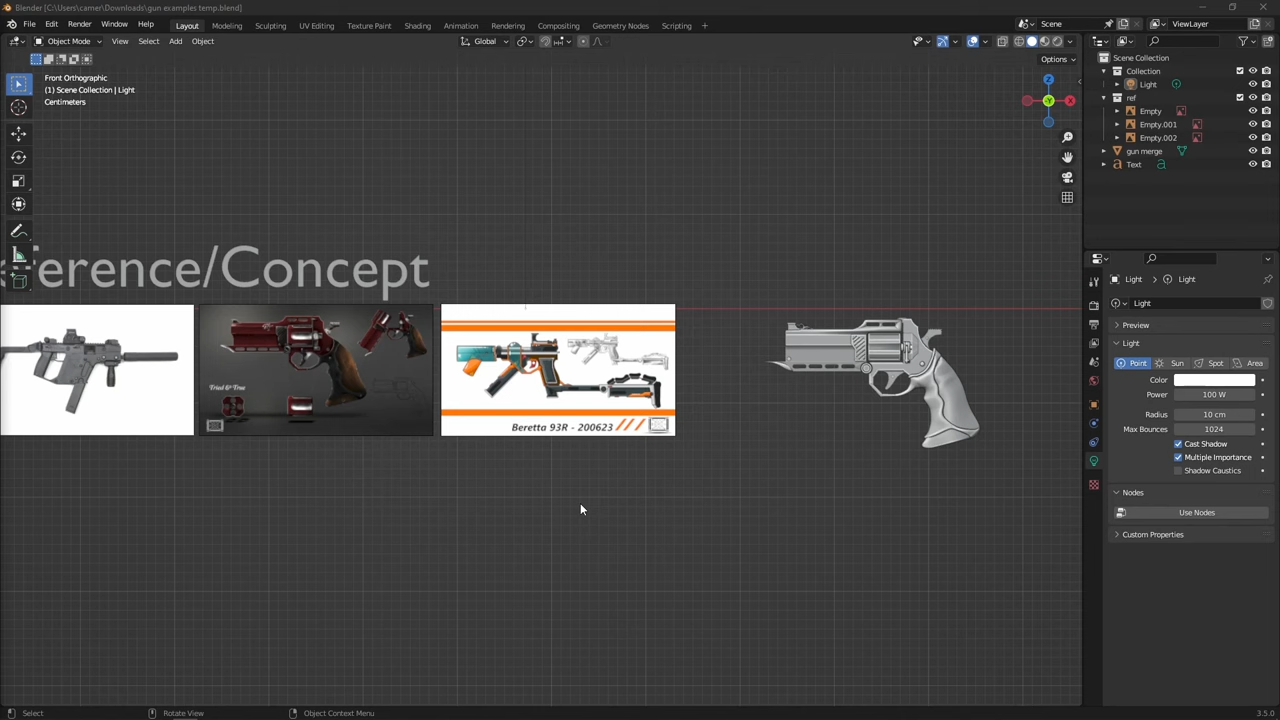 Blender [C:\Users\camer\Downloads\gun examples temp.blend]
File Edit Render Window Help Layout Modeling Sculpting UV Editing Texture Paint Shading Animation Rendering Compositing Geometry Nodes Scripting + Scene ViewLayer
Object Mode View Select Add Object Global
Options
Front Orthographic
(1) Scene Collection | Light
Centimeters
Z
X
Y
eference/Concept
Tried & True
Beretta 93R - 200623
Scene Collection
Collection
Light
ref
Empty
Empty.001
Empty.002
gun merge
Text
Light Light
Light
Preview
Light
Point Sun Spot Area
Color
Power 100 W
Radius 10 cm
Max Bounces 1024
Cast Shadow
Multiple Importance
Shadow Caustics
Nodes
Use Nodes
Custom Properties
Select Rotate View Object Context Menu 3.5.0